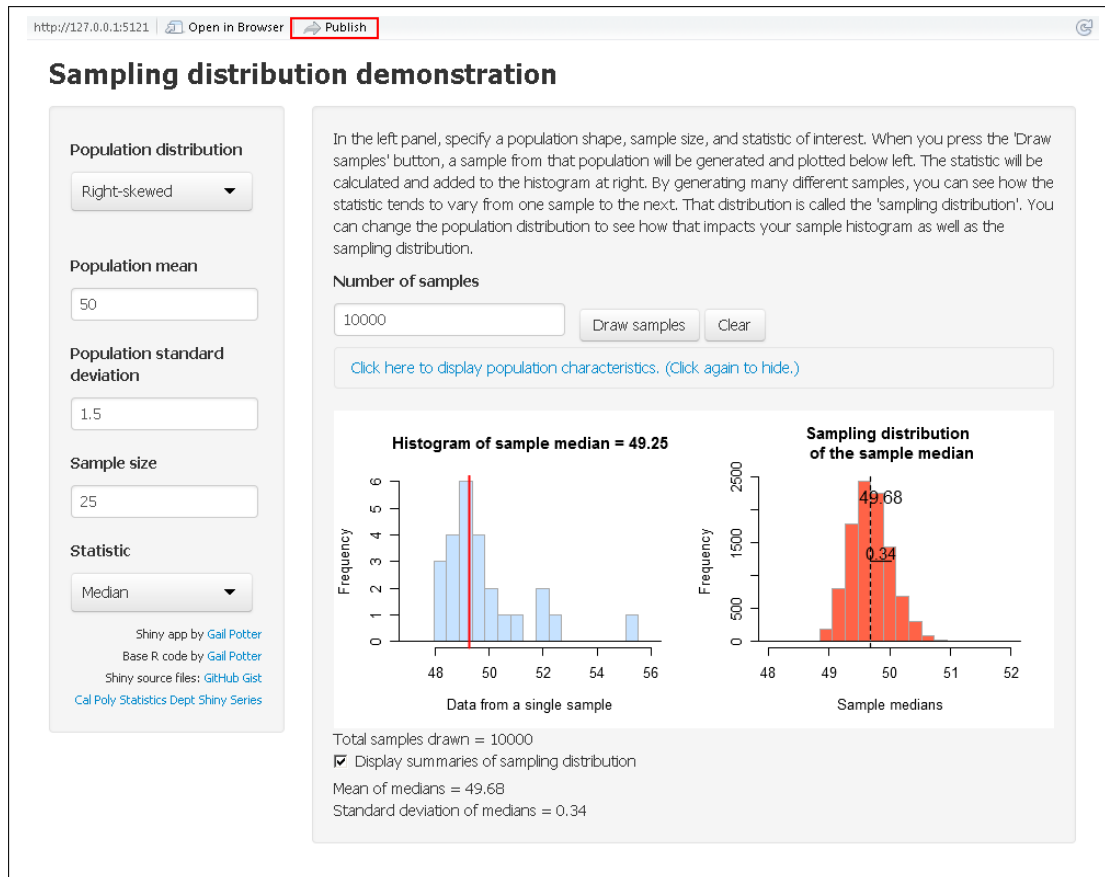 http://127.0.0.1:5121 Open in Browser Publish
Sampling distribution demonstration
Population distribution
Right-skewed
Population mean
50
Population standard
deviation
1.5
Sample size
25
Statistic
Median
Shiny app by Gail Potter
Base R code by Gail Potter
Shiny source files: GitHub Gist
Cal Poly Statistics Dept Shiny Series
In the left panel, specify a population shape, sample size, and statistic of interest. When you press the 'Draw
samples' button, a sample from that population will be generated and plotted below left. The statistic will be
calculated and added to the histogram at right. By generating many different samples, you can see how the
statistic tends to vary from one sample to the next. That distribution is called the 'sampling distribution'. You
can change the population distribution to see how that impacts your sample histogram as well as the
sampling distribution.
Number of samples
10000 Draw samples Clear
Click here to display population characteristics. (Click again to hide.)
Histogram of sample median = 49.25
Frequency
6
5
4
3
2
1
0
48 50 52 54 56
Data from a single sample
Sampling distribution
of the sample median
Frequency
2500
1500
500
0
49.68
0.34
48 49 50 51 52
Sample medians
Total samples drawn = 10000
Display summaries of sampling distribution
Mean of medians = 49.68
Standard deviation of medians = 0.34